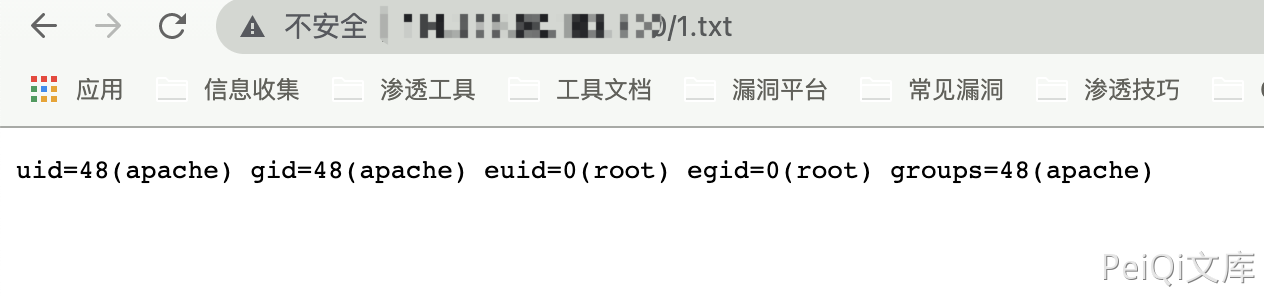 不安全 /1.txt
应用 信息收集 渗透工具 工具文档 漏洞平台 常见漏洞 渗透技巧
uid=48(apache) gid=48(apache) euid=0(root) egid=0(root) groups=48(apache)
PeiQi文库